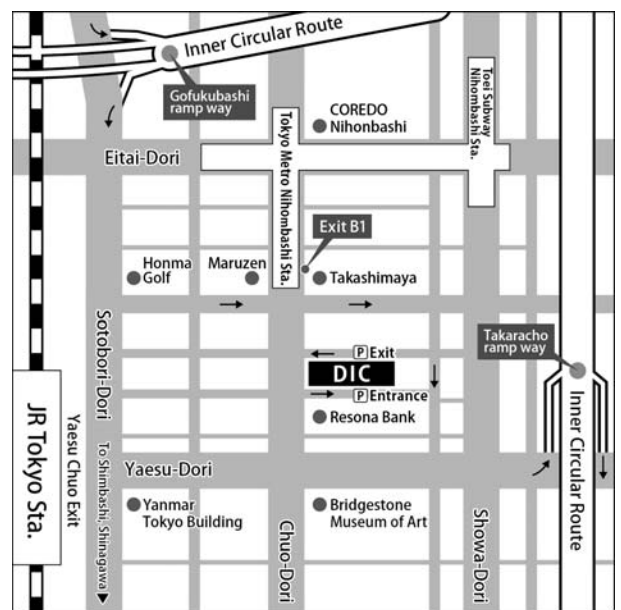 Inner Circular Route
Gofukubashi
ramp way
COREDO
Nihonbashi
Toei Subway
Nihombashi Sta.
Tokyo Metro Nihombashi Sta.
Eitai-Dori
Exit B1
Honma
Golf
Maruzen
Takashimaya
Sotobori-Dori
Takaracho
ramp way
P Exit
DIC
P Entrance
Resona Bank
JR Tokyo Sta.
Yaesu Chuo Exit
To Shimbashi, Shinagawa
Yaesu-Dori
Inner Circular Route
Yanmar
Tokyo Building
Chuo-Dori
Bridgestone
Museum of Art
Showa-Dori